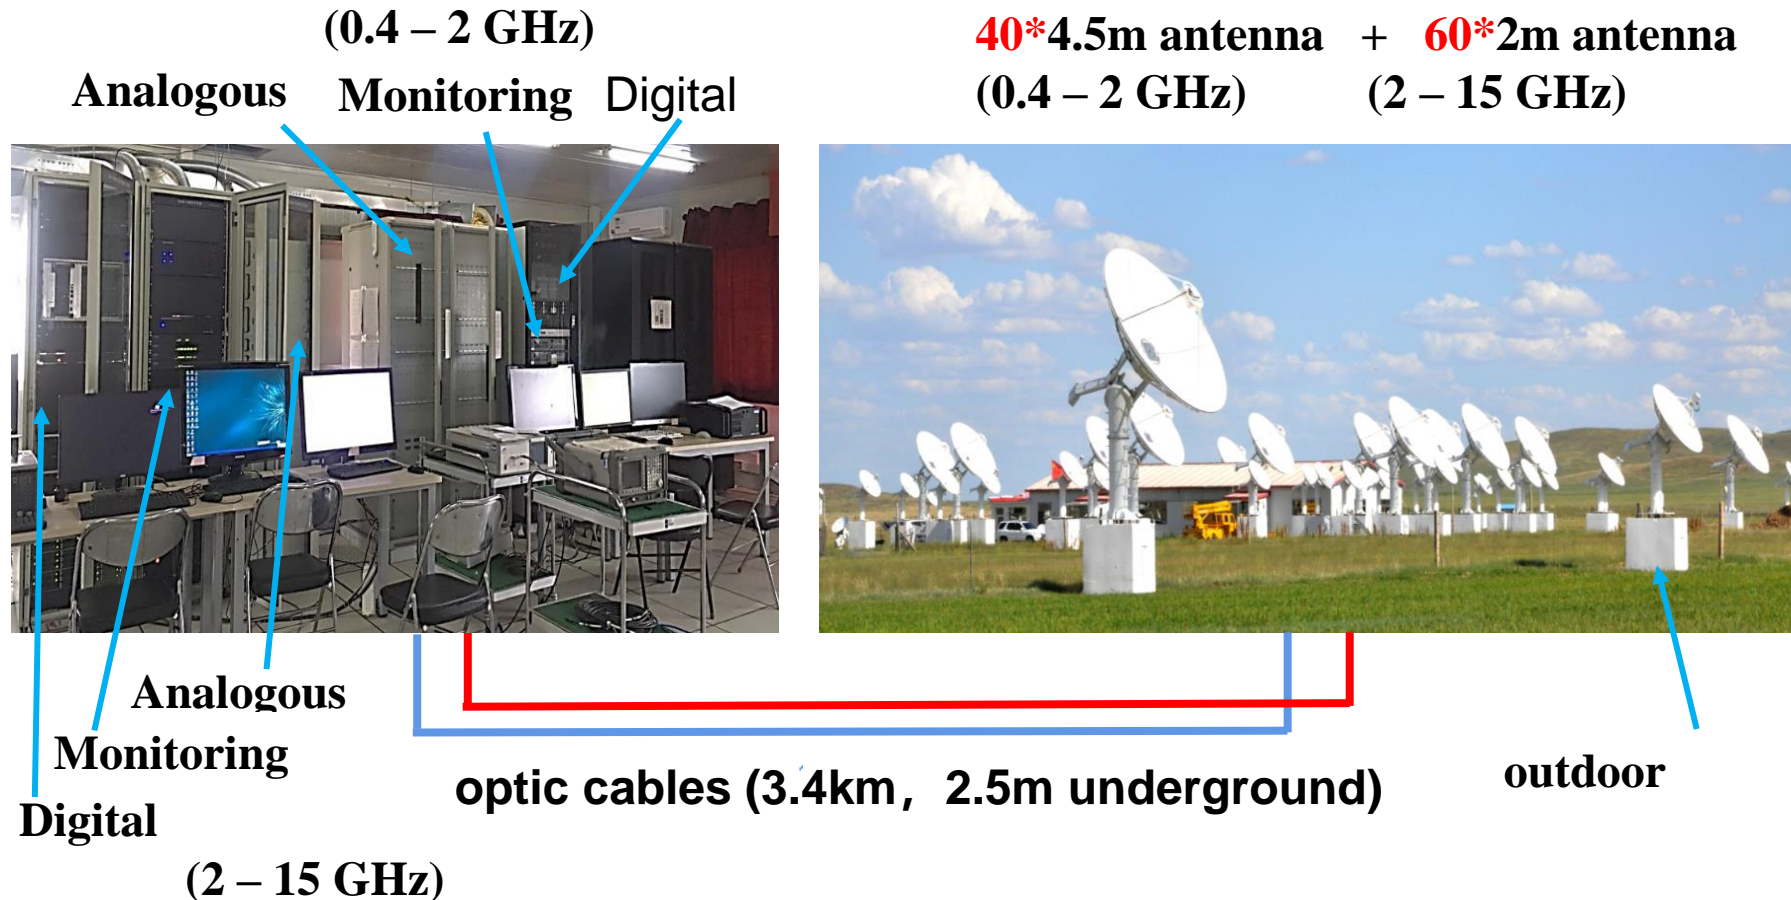 (0.4 – 2 GHz)
Analogous Monitoring Digital
40*4.5m antenna + 60*2m antenna
(0.4 – 2 GHz) (2 – 15 GHz)
Analogous
Monitoring
Digital
(2 – 15 GHz)
optic cables (3.4km，2.5m underground)
outdoor